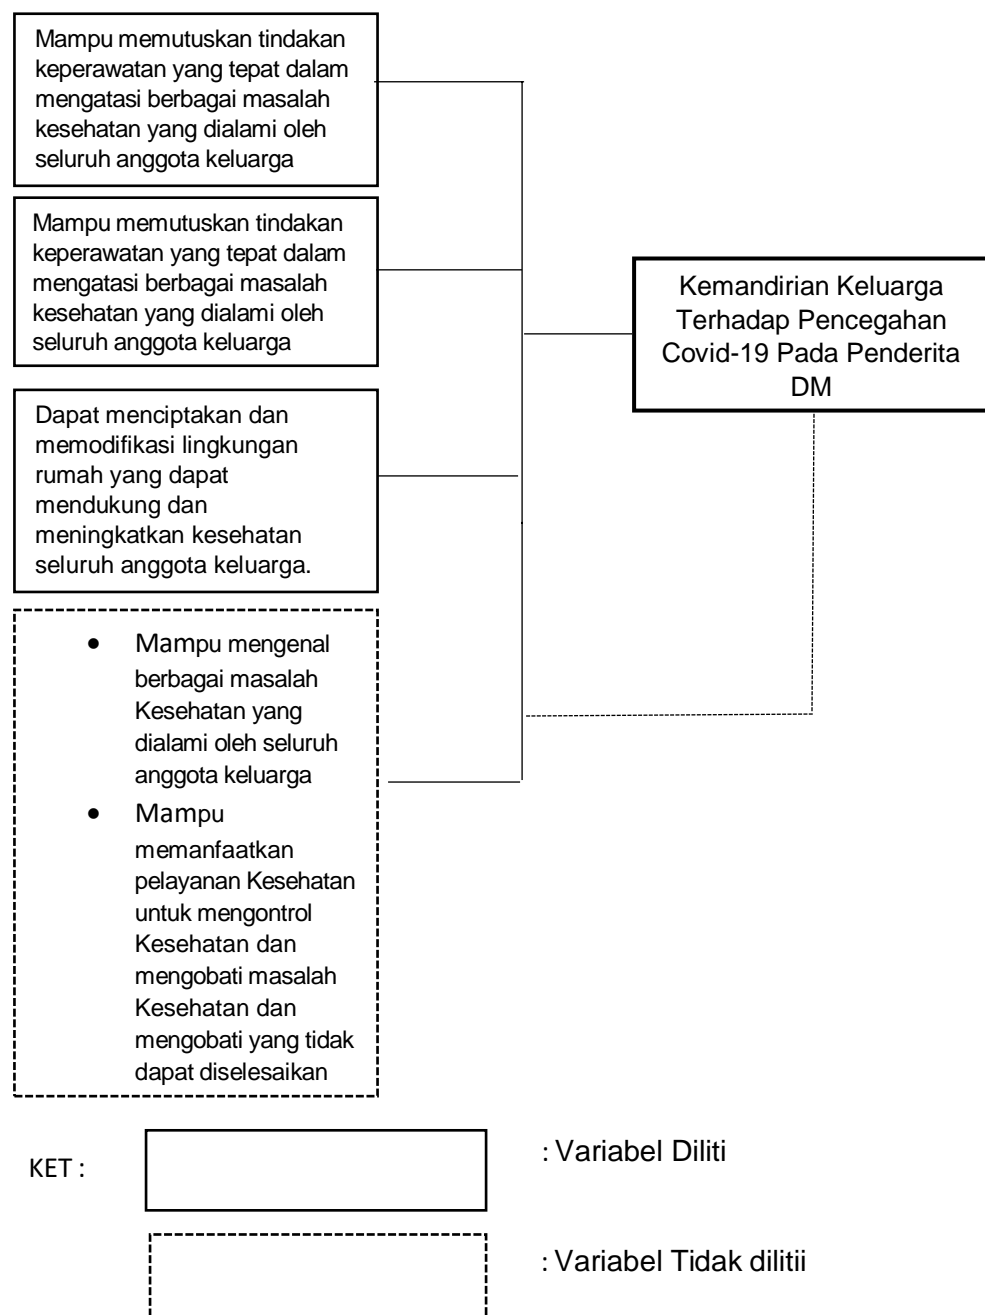 Mampu memutuskan tindakan
keperawatan yang tepat dalam
mengatasi berbagai masalah
kesehatan yang dialami oleh
seluruh anggota keluarga
Mampu memutuskan tindakan
keperawatan yang tepat dalam
mengatasi berbagai masalah
kesehatan yang dialami oleh
seluruh anggota keluarga
Kemandirian Keluarga
Terhadap Pencegahan
Covid-19 Pada Penderita
DM
Dapat menciptakan dan
memodifikasi lingkungan
rumah yang dapat
mendukung dan
meningkatkan kesehatan
seluruh anggota keluarga.
• Mampu mengenal
berbagai masalah
Kesehatan yang
dialami oleh seluruh
anggota keluarga
• Mampu
memanfaatkan
pelayanan Kesehatan
untuk mengontrol
Kesehatan dan
mengobati masalah
Kesehatan dan
mengobati yang tidak
dapat diselesaikan
KET :
: Variabel Diliti
: Variabel Tidak dilitii